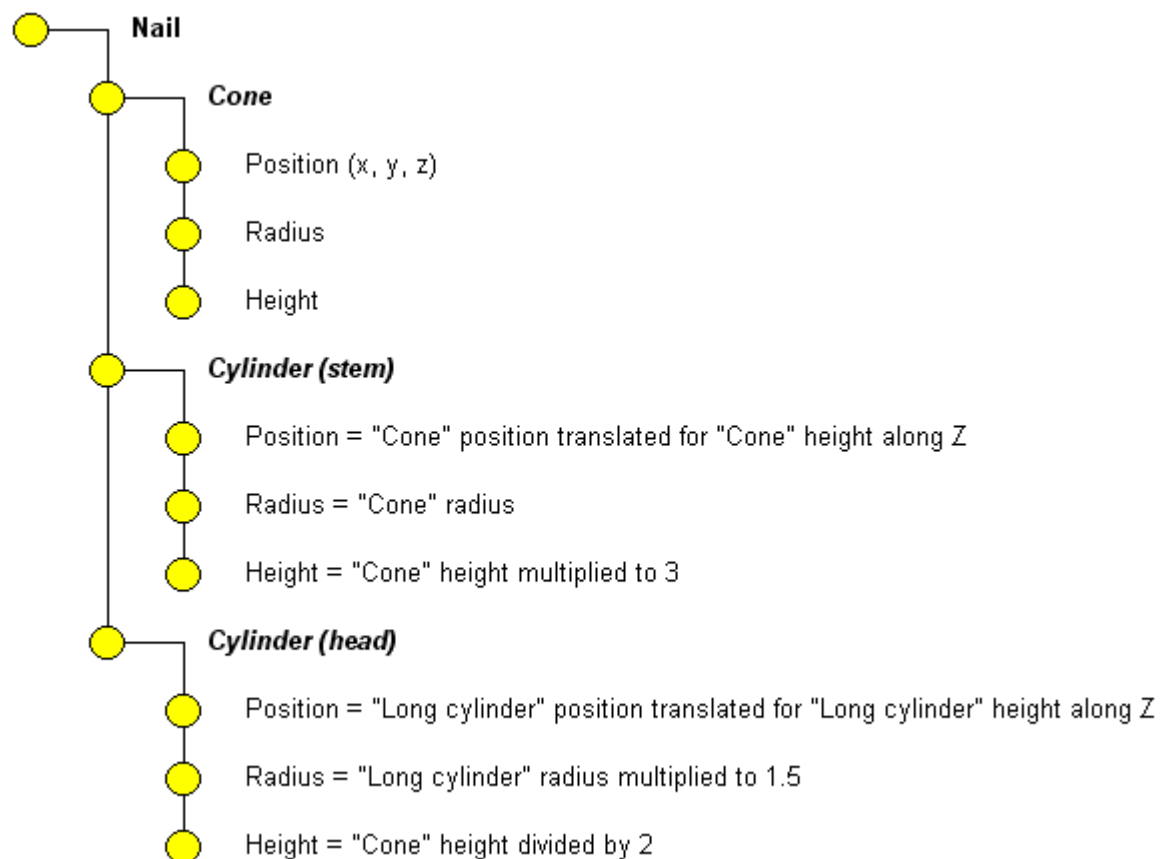 Nail
Cone
Position (x, y, z)
Radius
Height
Cylinder (stem)
Position = "Cone" position translated for "Cone" height along Z
Radius = "Cone" radius
Height = "Cone" height multiplied to 3
Cylinder (head)
Position = "Long cylinder" position translated for "Long cylinder" height along Z
Radius = "Long cylinder" radius multiplied to 1.5
Height = "Cone" height divided by 2